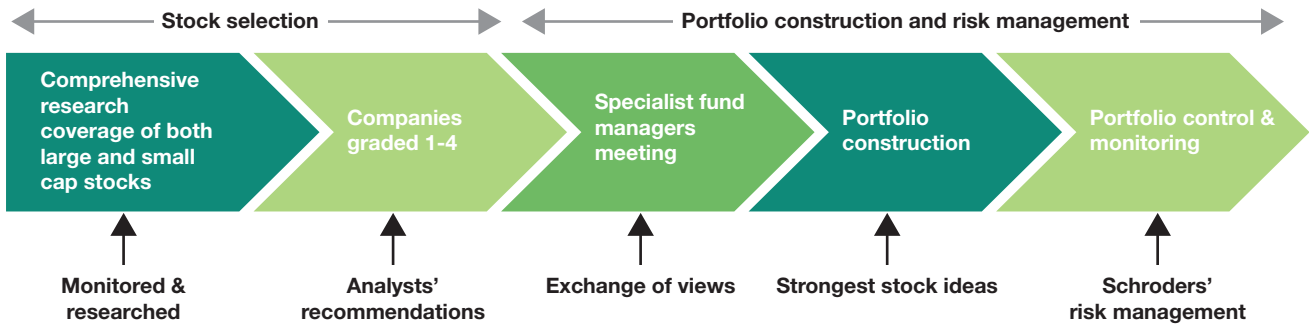 Stock selection
Portfolio construction and risk management
Comprehensive
research
coverage of both
large and small
cap stocks
Companies
graded 1-4
Specialist fund
managers
meeting
Portfolio
construction
Portfolio control &
monitoring
Monitored &
researched
Analysts'
recommendations
Exchange of views
Strongest stock ideas
Schroders'
risk management